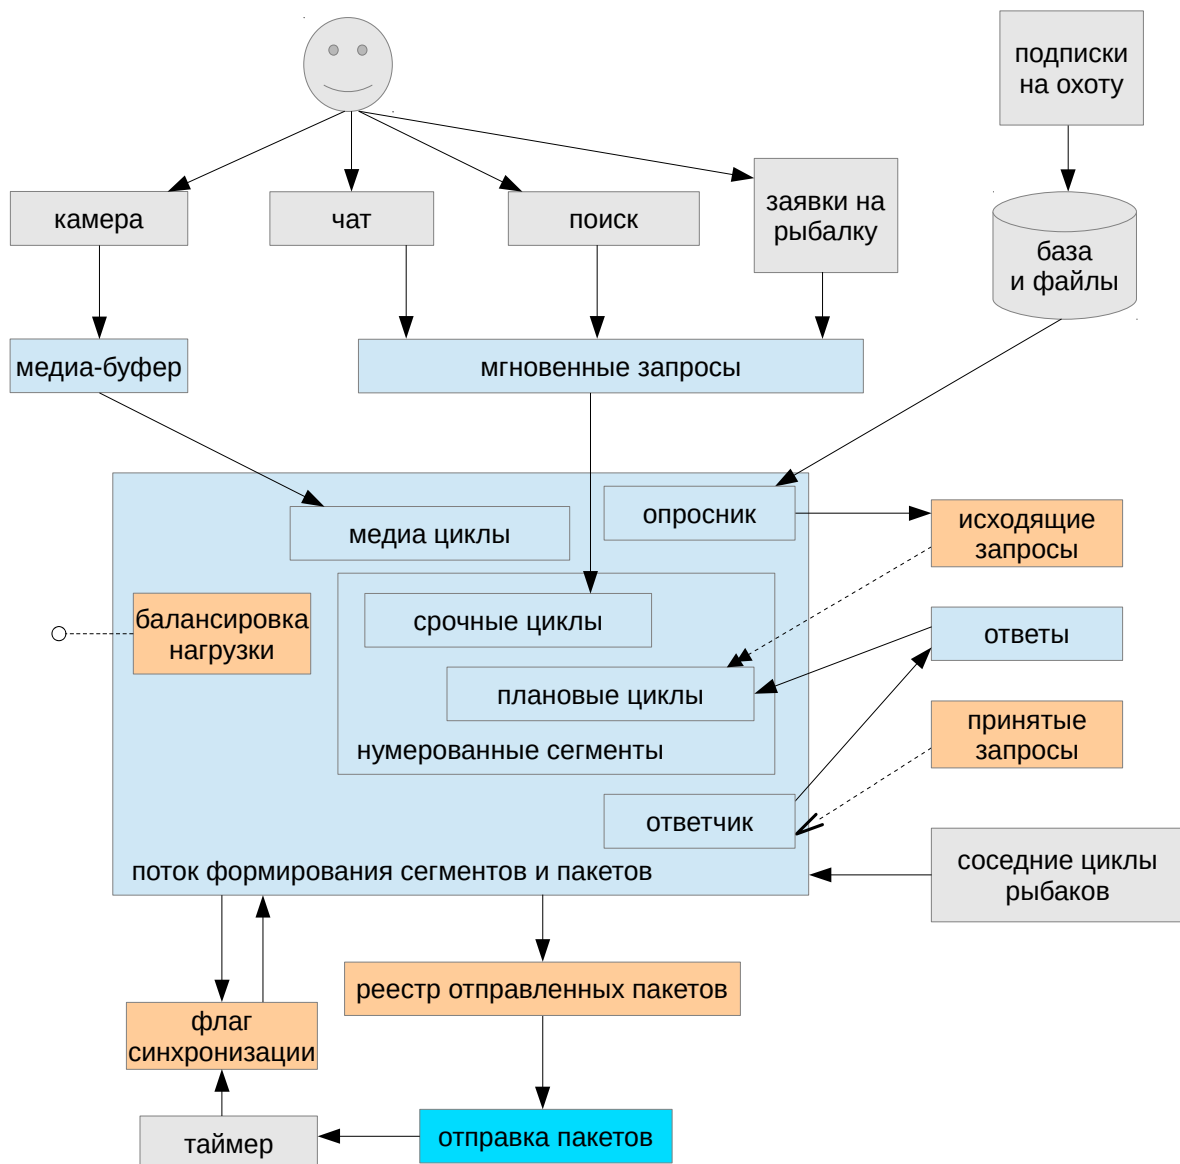 подписки
на охоту
камера
чат
поиск
заявки на
рыбалку
база
и файлы
медиа-буфер
мгновенные запросы
опросник
исходящие
запросы
медиа циклы
балансировка
нагрузки
срочные циклы
ответы
плановые циклы
принятые
запросы
нумерованные сегменты
ответчик
поток формирования сегментов и пакетов
соседние циклы
рыбаков
реестр отправленных пакетов
флаг
синхронизации
таймер
отправка пакетов